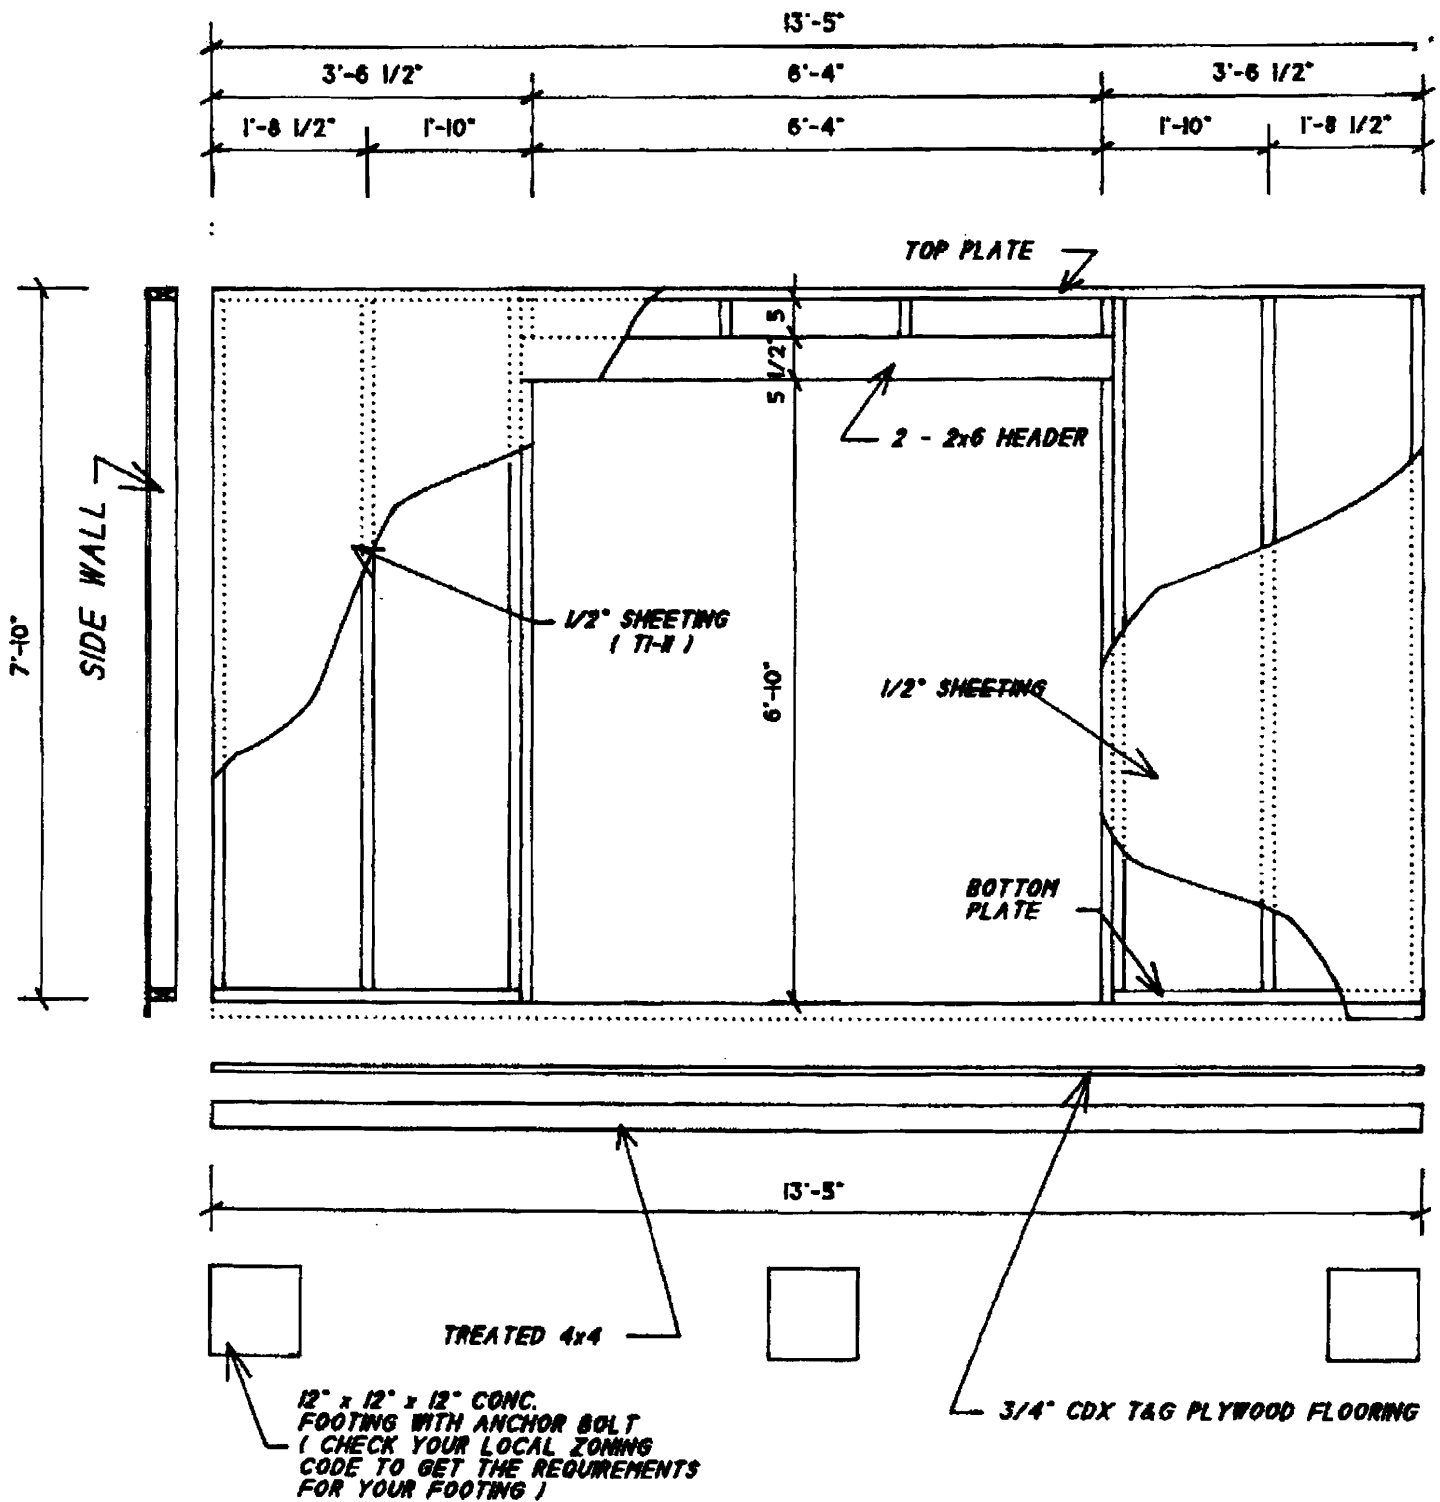 13'-5"
3'-6 1/2"
6'-4"
3'-6 1/2"
1'-8 1/2"
1'-10"
6'-4"
1'-10"
1'-8 1/2"
TOP PLATE
5
5 1/2"
2 - 2x6 HEADER
SIDE WALL
7'-10"
1/2" SHEETING
( T1-11 )
6'-10"
1/2" SHEETING
BOTTOM
PLATE
13'-5"
TREATED 4x4
12" x 12" x 12" CONC.
FOOTING WITH ANCHOR BOLT
( CHECK YOUR LOCAL ZONING
CODE TO GET THE REQUIREMENTS
FOR YOUR FOOTING )
3/4" CDX T&G PLYWOOD FLOORING